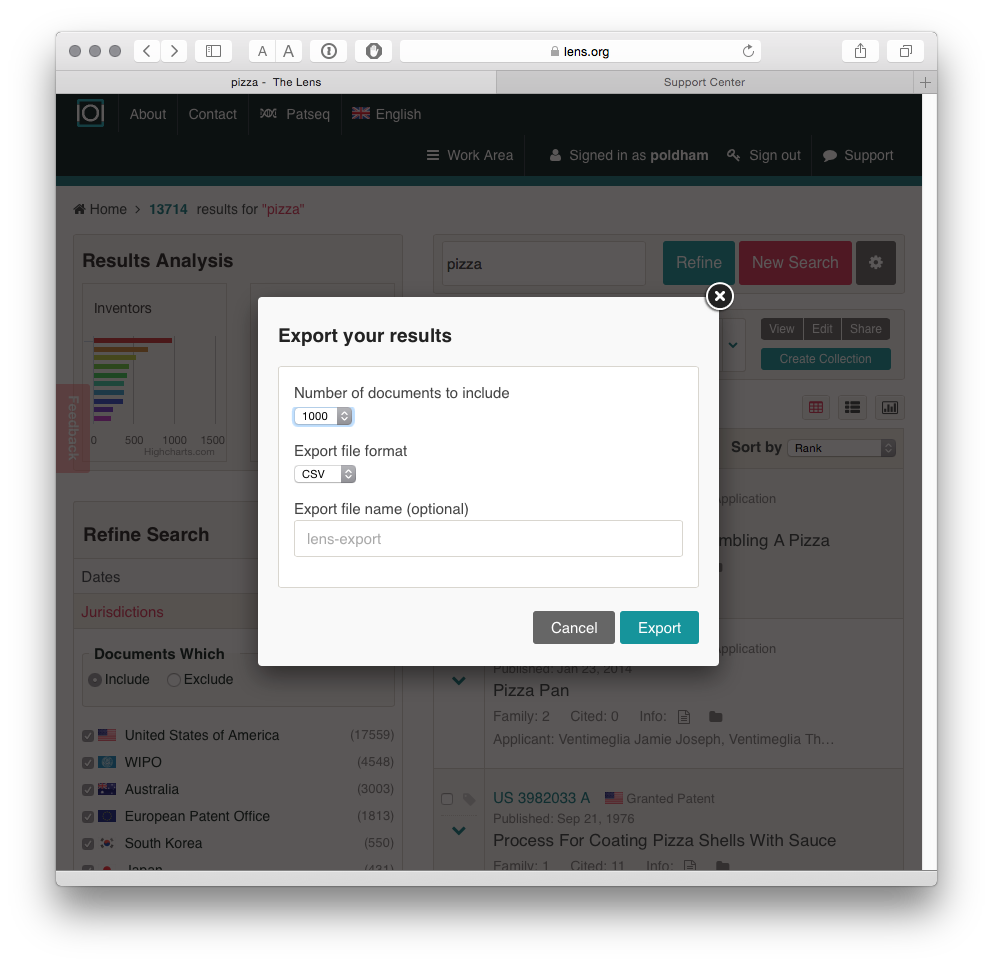 A A
lens.org
pizza - The Lens
Support Center
About Contact Patseq English
Work Area Signed in as poldham Sign out Support
Home > 13714 results for "pizza"
Results Analysis
Inventors
0 500 1000 1500
Highcharts.com
Feedback
Refine Search
Dates
Jurisdictions
Documents Which
Include Exclude
United States of America (17559)
WIPO (4548)
Australia (3003)
European Patent Office (1813)
South Korea (550)
Japan (431)
pizza
Refine New Search
View Edit Share
Create Collection
Sort by Rank
Export your results
Number of documents to include
1000
Export file format
CSV
Export file name (optional)
lens-export
Cancel Export
Application
mbling A Pizza
Application
Published: Jan 23, 2014
Pizza Pan
Family: 2 Cited: 0 Info:
Applicant: Ventimeglia Jamie Joseph, Ventimeglia Th...
US 3982033 A Granted Patent
Published: Sep 21, 1976
Process For Coating Pizza Shells With Sauce
Family: 1 Cited: 11 Info: